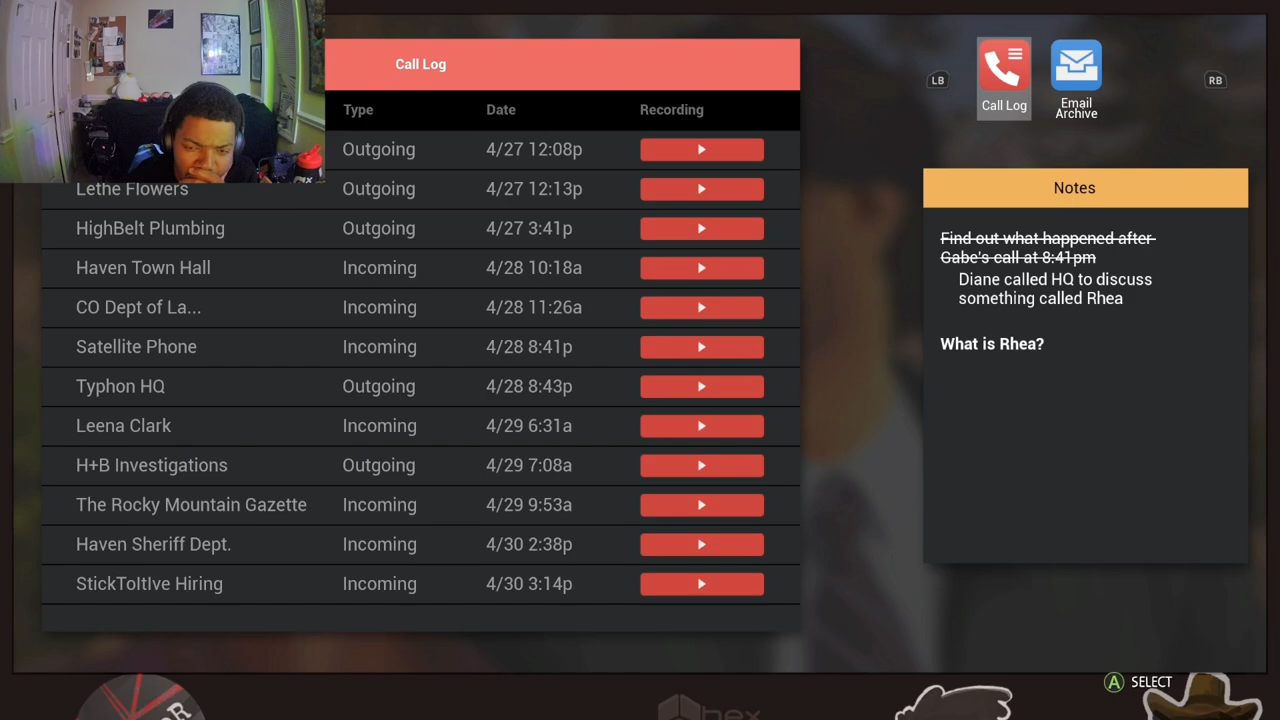 Call Log
LB
RB
Call Log
Email
Archive
Type Date Recording
Outgoing 4/27 12:08p
Lethe Flowers Outgoing 4/27 12:13p
HighBelt Plumbing Outgoing 4/27 3:41p
Haven Town Hall Incoming 4/28 10:18a
CO Dept of La... Incoming 4/28 11:26a
Satellite Phone Incoming 4/28 8:41p
Typhon HQ Outgoing 4/28 8:43p
Leena Clark Incoming 4/29 6:31a
H+B Investigations Outgoing 4/29 7:08a
The Rocky Mountain Gazette Incoming 4/29 9:53a
Haven Sheriff Dept. Incoming 4/30 2:38p
StickToItIve Hiring Incoming 4/30 3:14p
Notes
Find out what happened after
Gabe's call at 8:41pm
Diane called HQ to discuss
something called Rhea
What is Rhea?
A SELECT
hex